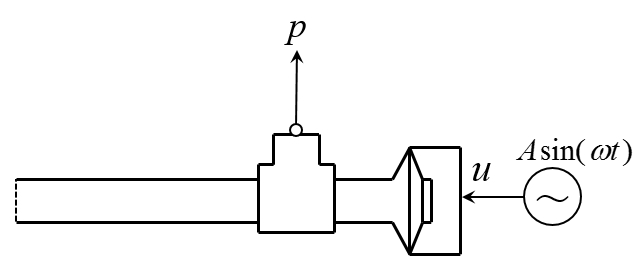 p
A sin( ωt)
u